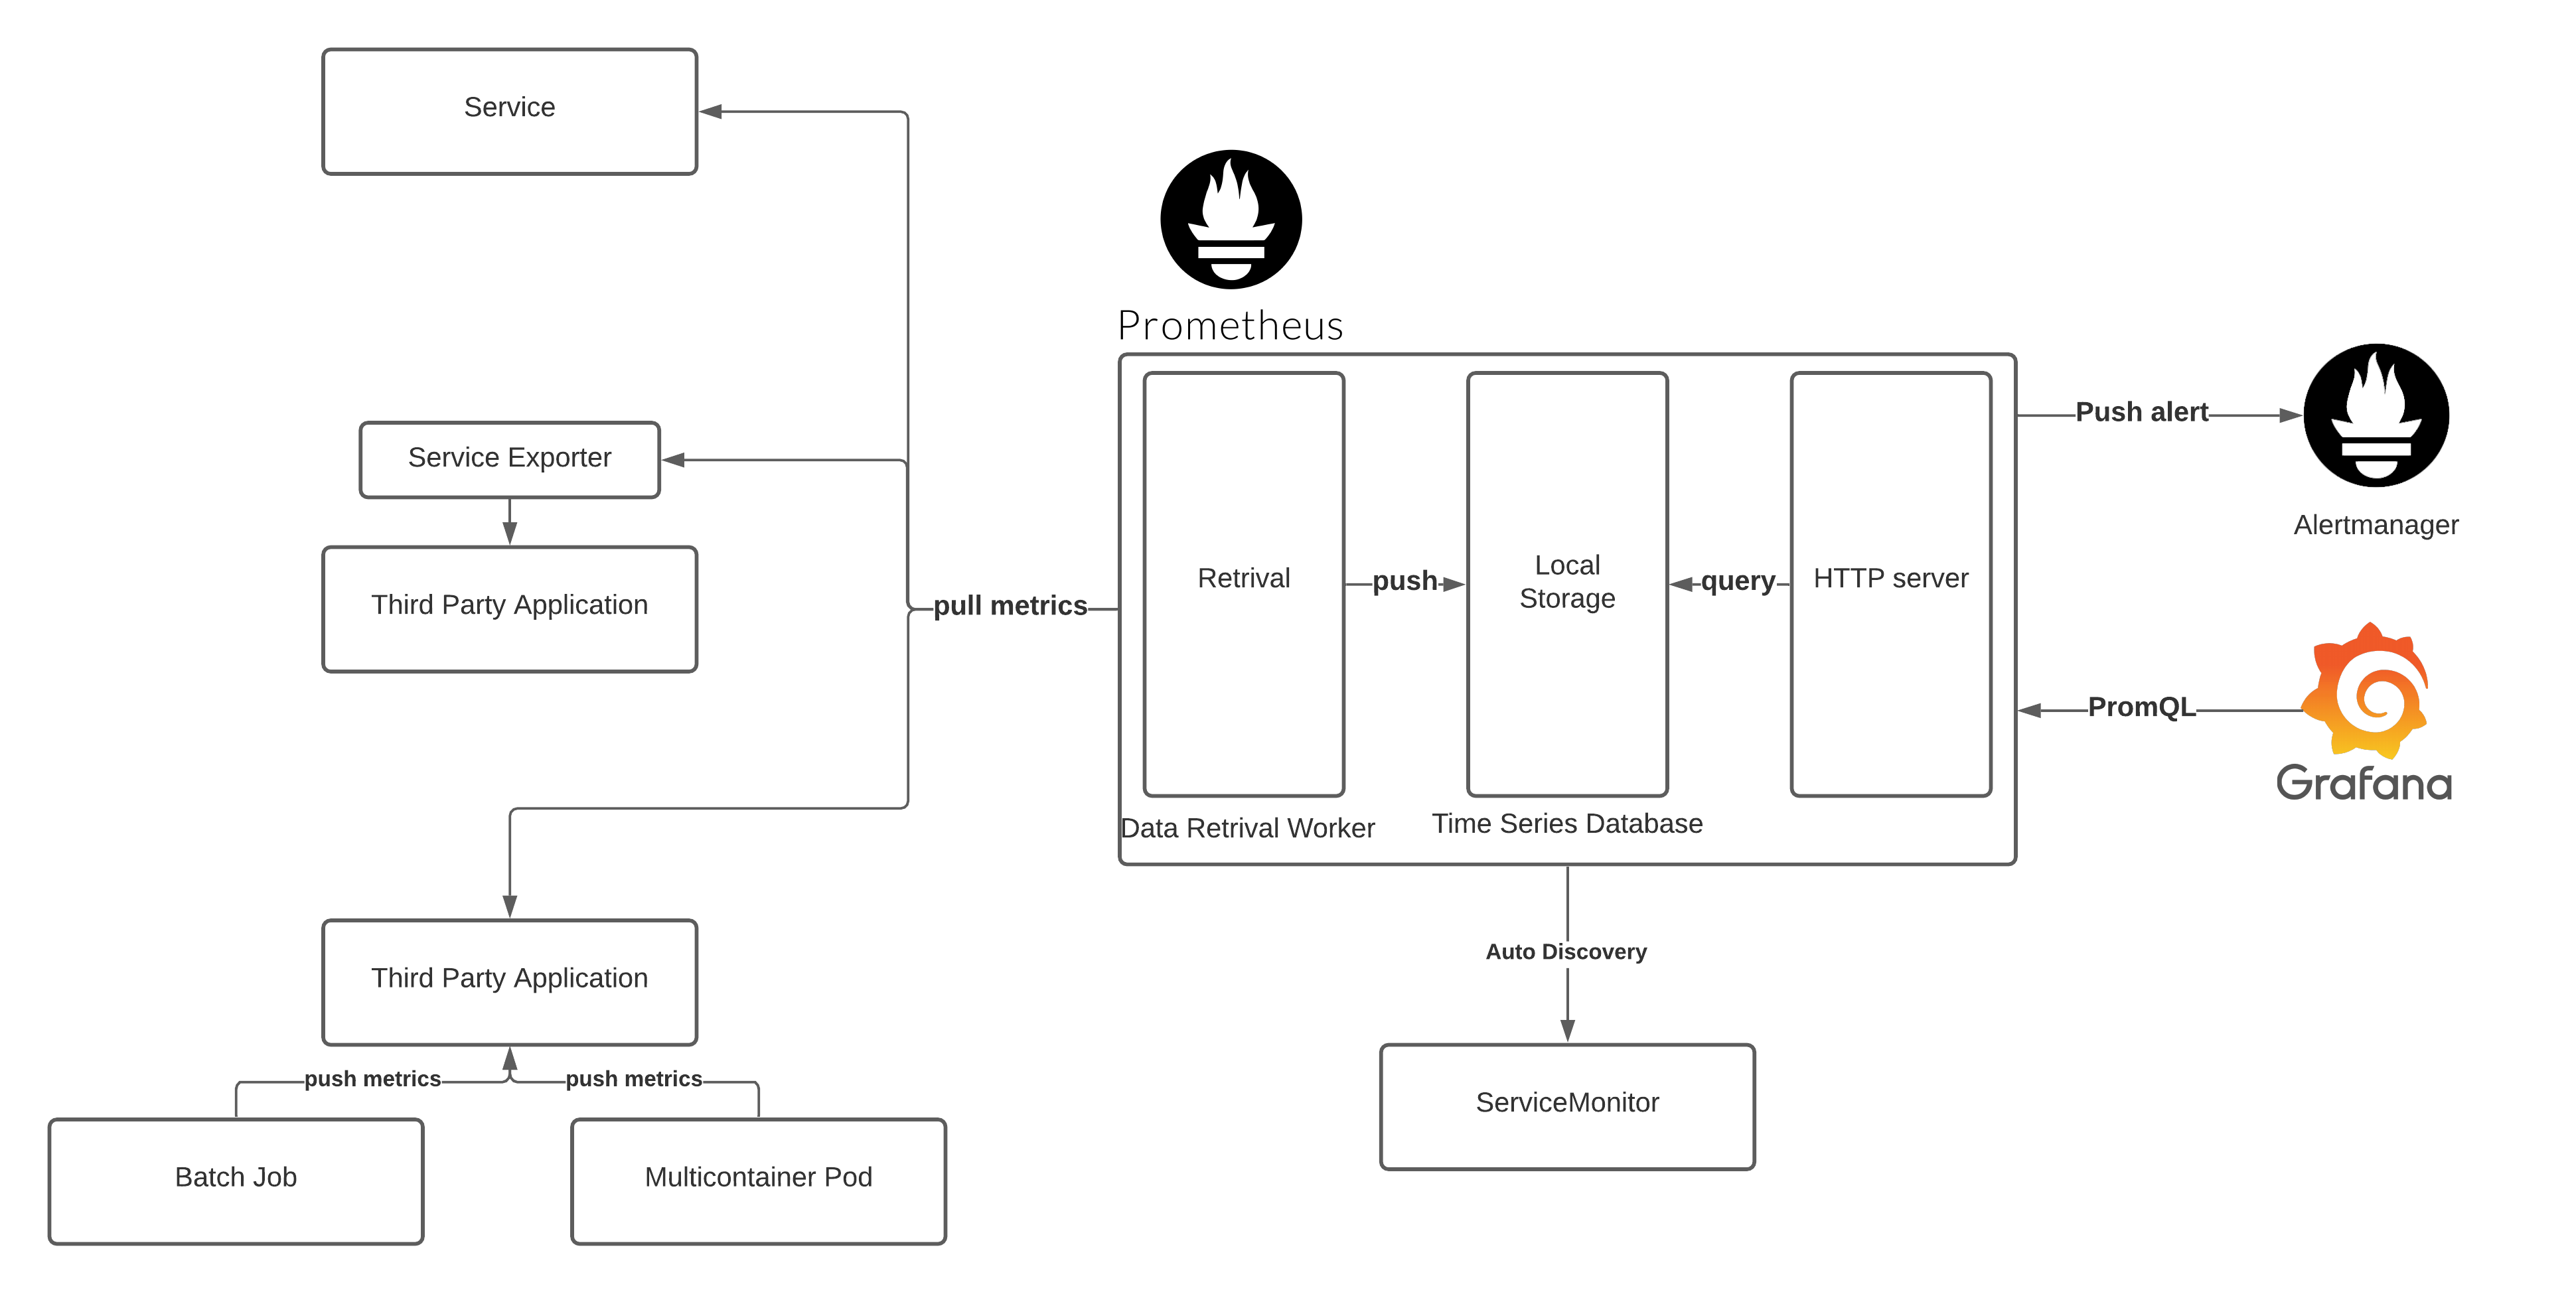 Service
Prometheus
Push alert
Alertmanager
Service Exporter
Third Party Application
pull metrics
Retrival
push
Local
Storage
query
HTTP server
PromQL
Grafana
Data Retrival Worker
Time Series Database
Auto Discovery
Third Party Application
push metrics
push metrics
ServiceMonitor
Batch Job
Multicontainer Pod